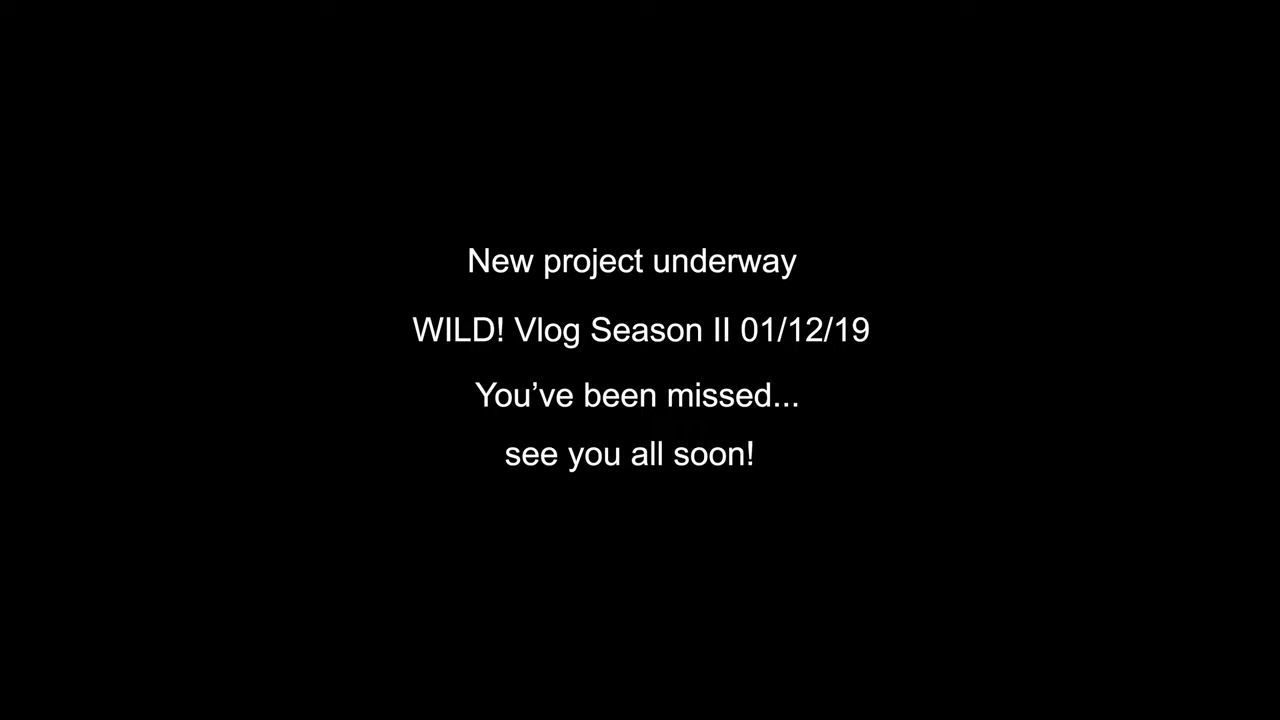 New project underway
WILD! Vlog Season II 01/12/19
You’ve been missed...
see you all soon!